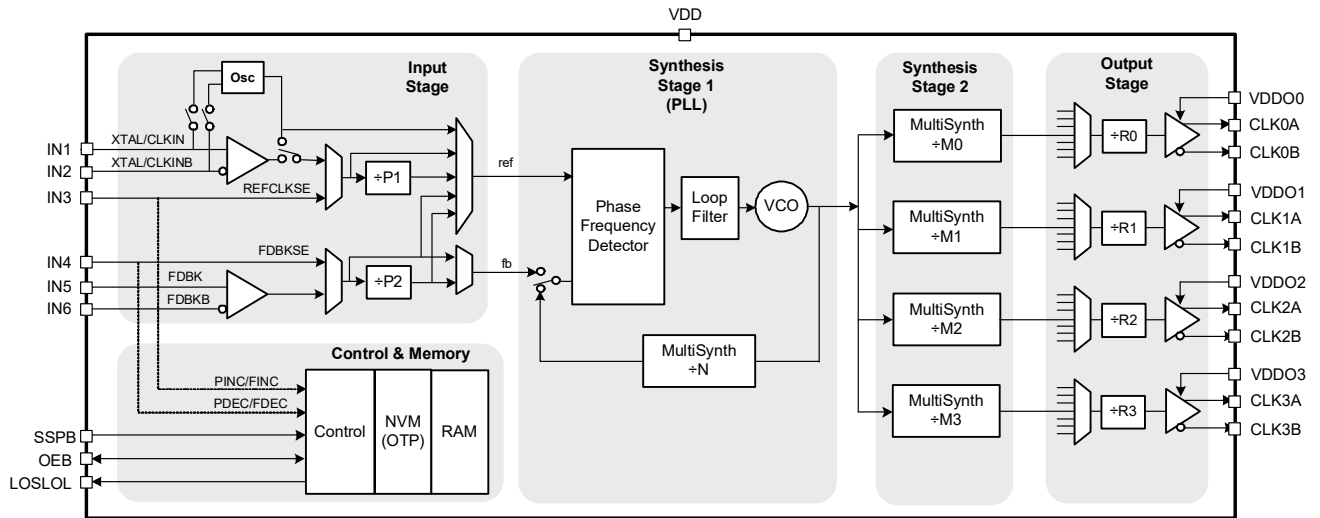 VDD
Input
Stage
Osc
XTAL/CLKIN
XTAL/CLKINB
REFCLKSE
÷P1
FDBKSE
FDBK
FDBKB
÷P2
IN1
IN2
IN3
IN4
IN5
IN6
ref
fb
Synthesis
Stage 1
(PLL)
Phase
Frequency
Detector
Loop
Filter
VCO
MultiSynth
÷N
Synthesis
Stage 2
MultiSynth
÷M0
MultiSynth
÷M1
MultiSynth
÷M2
MultiSynth
÷M3
Output
Stage
÷R0
÷R1
÷R2
÷R3
VDDO0
CLK0A
CLK0B
VDDO1
CLK1A
CLK1B
VDDO2
CLK2A
CLK2B
VDDO3
CLK3A
CLK3B
Control & Memory
PINC/FINC
PDEC/FDEC
Control
NVM
(OTP)
RAM
SSPB
OEB
LOSLOL